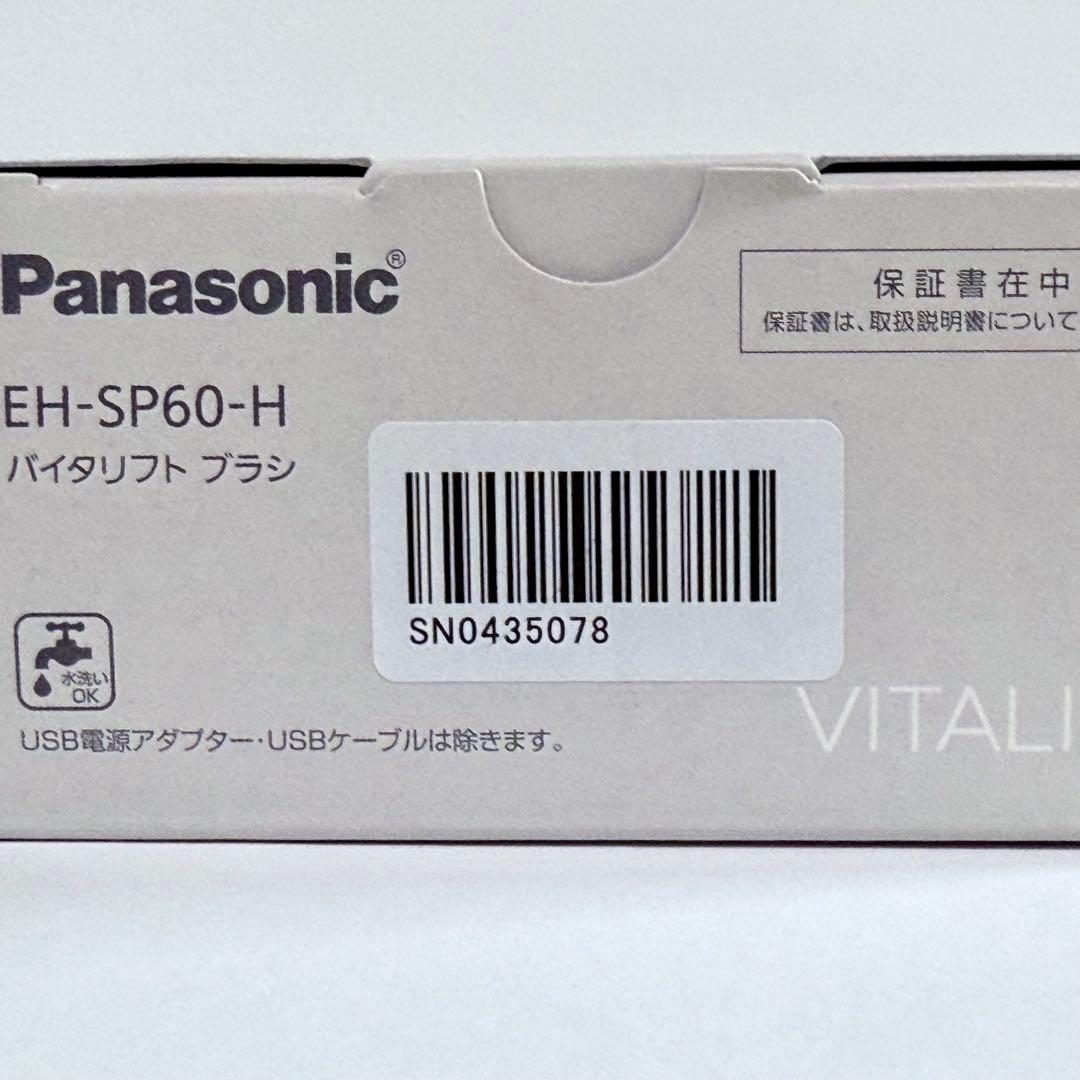 Panasonic®
保証書在中
保証書は、取扱説明書について
EH-SP60-H
バイタリフト ブラシ
SN0435078
水洗い
OK
USB電源アダプター・USBケーブルは除きます。
VITALI